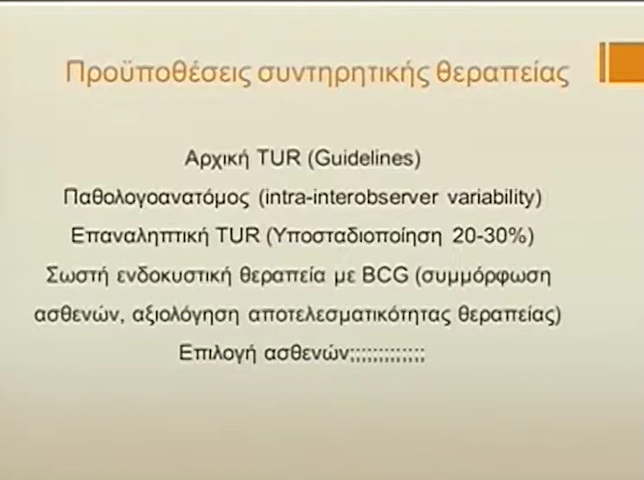 Προϋποθέσεις συντηρητικής θεραπείας
Αρχική TUR (Guidelines)
Παθολογοανατόμος (intra-interobserver variability)
Επαναληπτική TUR (Υποσταδιοποίηση 20-30%)
Σωστή ενδοκυστική θεραπεία με BCG (συμμόρφωση
ασθενών, αξιολόγηση αποτελεσματικότητας θεραπείας)
Επιλογή ασθενών;;;;;;;;;;;;;